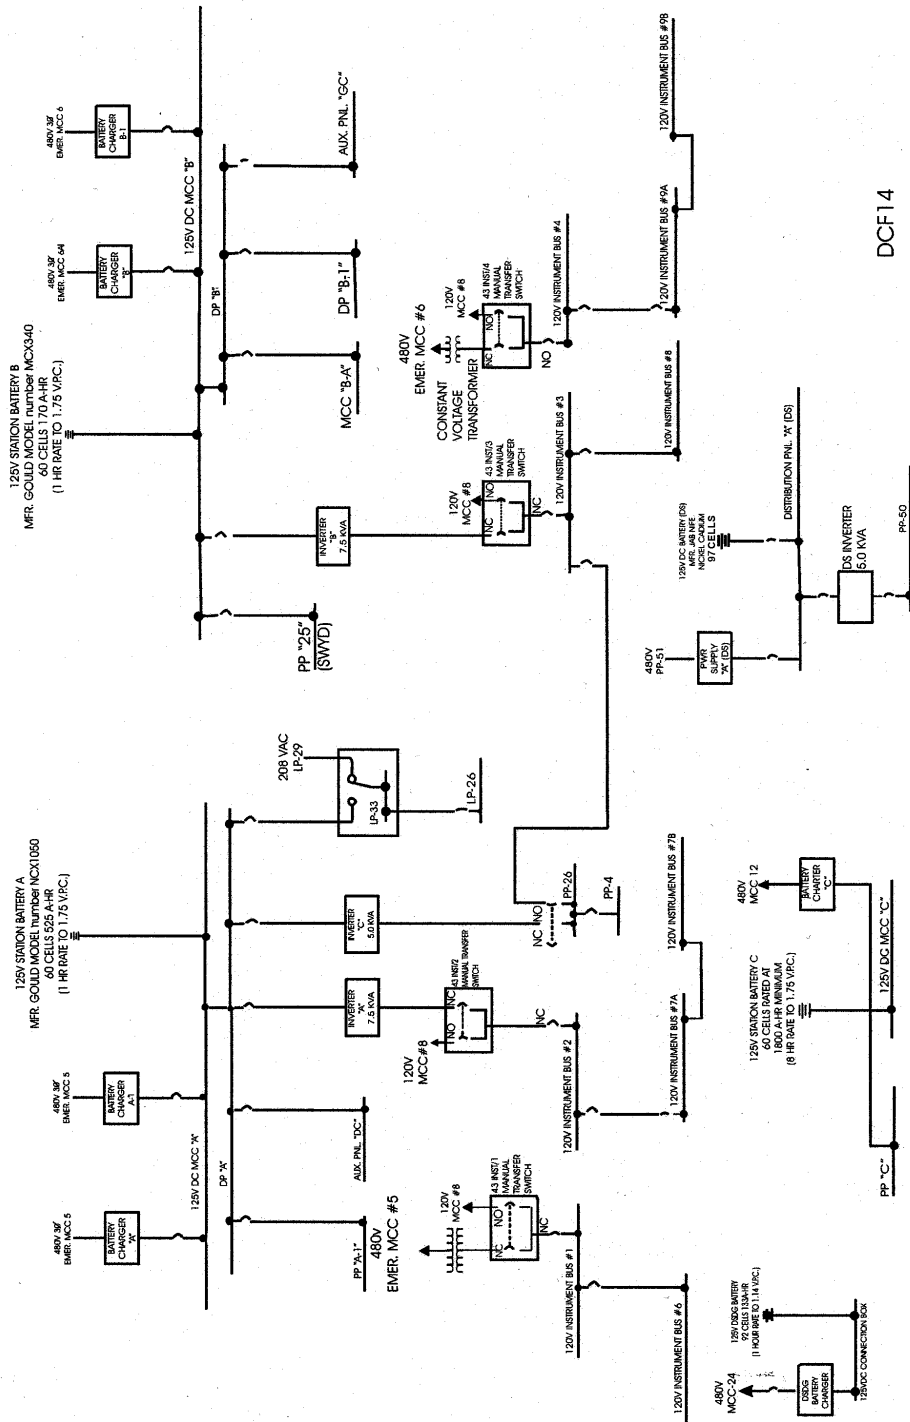 125V STATION BATTERY A
MFR. GOULD MODEL number NCX1050
60 CELLS 525 A-HR
(1 HR RATE TO 1.75 V.P.C.)
480V 3Ø
EMER. MCC 5
BATTERY
CHARGER
"A"
480V 3Ø
EMER. MCC 5
BATTERY
CHARGER
A-1
125V DC MCC "A"
DP "A"
PP "A-1"
AUX. PNL. "DC"
INVERTER
"A"
7.5 KVA
INVERTER
"C"
5.0 KVA
208 VAC
LP-29
LP-33
LP-26
125V STATION BATTERY B
MFR. GOULD MODEL number MCX340
60 CELLS 170 A-HR
(1 HR RATE TO 1.75 V.P.C.)
480V 3Ø
EMER. MCC 6A
BATTERY
CHARGER
"B"
480V 3Ø
EMER. MCC 6
BATTERY
CHARGER
B-1
125V DC MCC "B"
DP "B"
PP "25"
(SWYD)
INVERTER
"B"
7.5 KVA
MCC "B-A"
DP "B-1"
AUX. PNL. "GC"
480V
EMER. MCC #5
120V
MCC #8
43 INST/1
MANUAL
TRANSFER
SWITCH
NC
NO
NC
120V INSTRUMENT BUS #1
120V INSTRUMENT BUS #6
120V
MCC#8
43 INST/2
MANUAL TRANSFER
SWITCH
NO
NC
NC
120V INSTRUMENT BUS #2
120V INSTRUMENT BUS #7A
120V INSTRUMENT BUS #7B
NC
NO
PP-26
PP-4
120V
MCC #8
43 INST/3
MANUAL
TRANSFER
SWITCH
NC
NO
NC
120V INSTRUMENT BUS #3
120V INSTRUMENT BUS #8
480V
EMER. MCC #6
CONSTANT
VOLTAGE
TRANSFORMER
120V
MCC #8
43 INST/4
MANUAL
TRANSFER
SWITCH
NC
NO
NO
120V INSTRUMENT BUS #4
120V INSTRUMENT BUS #9A
120V INSTRUMENT BUS #9B
125V DSDG BATTERY
92 CELLS 133A-HR
(1 HOUR RATE TO 1.14 V.P.C.)
480V
MCC-24
DSDG
BATTERY
CHARGER
125VDC CONNECTION BOX
125V STATION BATTERY C
60 CELLS RATED AT
1800 A-HR MINIMUM
(8 HR RATE TO 1.75 V.P.C.)
480V
MCC 12
BATTERY
CHARTER
"C"
PP "C"
125V DC MCC "C"
480V
PP-51
PWR
SUPPLY
"A" (DS)
125V DC BATTERY (DS)
MFR. JAB NIFE
NICKEL CADIUM
97 CELLS
DISTRIBUTION PNL. "A" (DS)
DS INVERTER
5.0 KVA
PP-50
DCF14